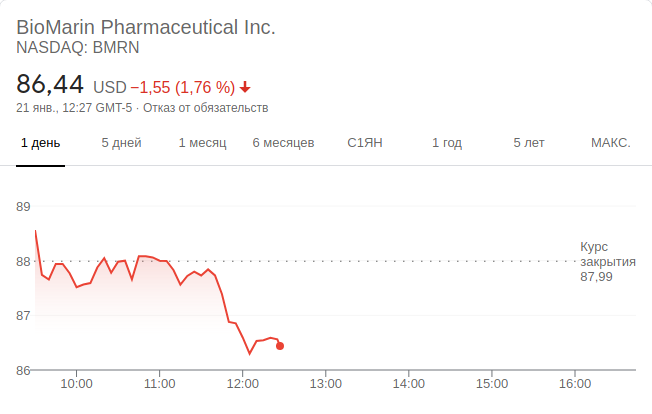 BioMarin Pharmaceutical Inc.
NASDAQ: BMRN
86,44 USD −1,55 (1,76 %)
21 янв., 12:27 GMT-5 · Отказ от обязательств
1 день 5 дней 1 месяц 6 месяцев С1ЯН 1 год 5 лет МАКС.
89
88
87
86
Курс
закрытия
87,99
10:00 11:00 12:00 13:00 14:00 15:00 16:00